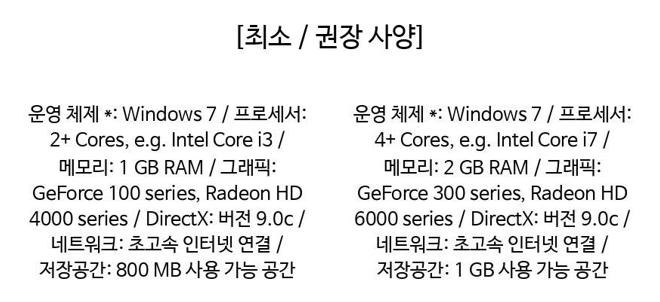 [최소 / 권장 사양]
운영 체제 *: Windows 7 / 프로세서:
2+ Cores, e.g. Intel Core i3 /
메모리: 1 GB RAM / 그래픽:
GeForce 100 series, Radeon HD
4000 series / DirectX: 버전 9.0c /
네트워크: 초고속 인터넷 연결 /
저장공간: 800 MB 사용 가능 공간
운영 체제 *: Windows 7 / 프로세서:
4+ Cores, e.g. Intel Core i7 /
메모리: 2 GB RAM / 그래픽:
GeForce 300 series, Radeon HD
6000 series / DirectX: 버전 9.0c /
네트워크: 초고속 인터넷 연결 /
저장공간: 1 GB 사용 가능 공간